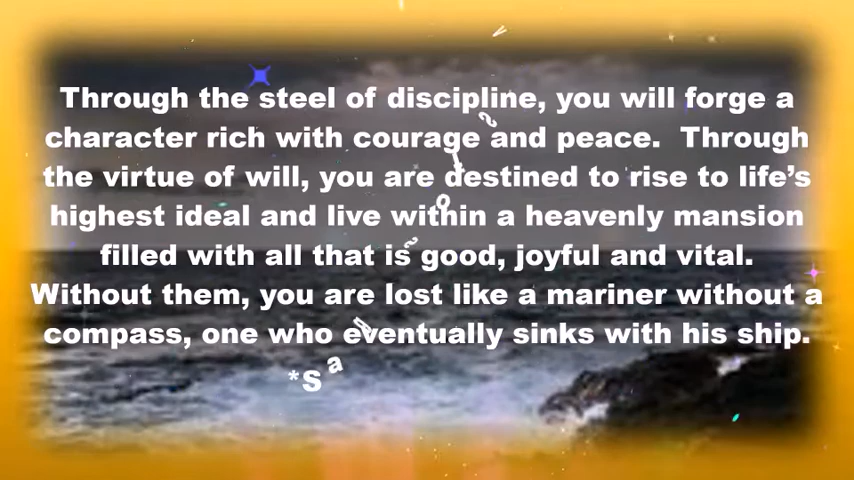 Through the steel of discipline, you will forge a
character rich with courage and peace. Through
the virtue of will, you are destined to rise to life’s
highest ideal and live within a heavenly mansion
filled with all that is good, joyful and vital.
Without them, you are lost like a mariner without a
compass, one who eventually sinks with his ship.
*Sa